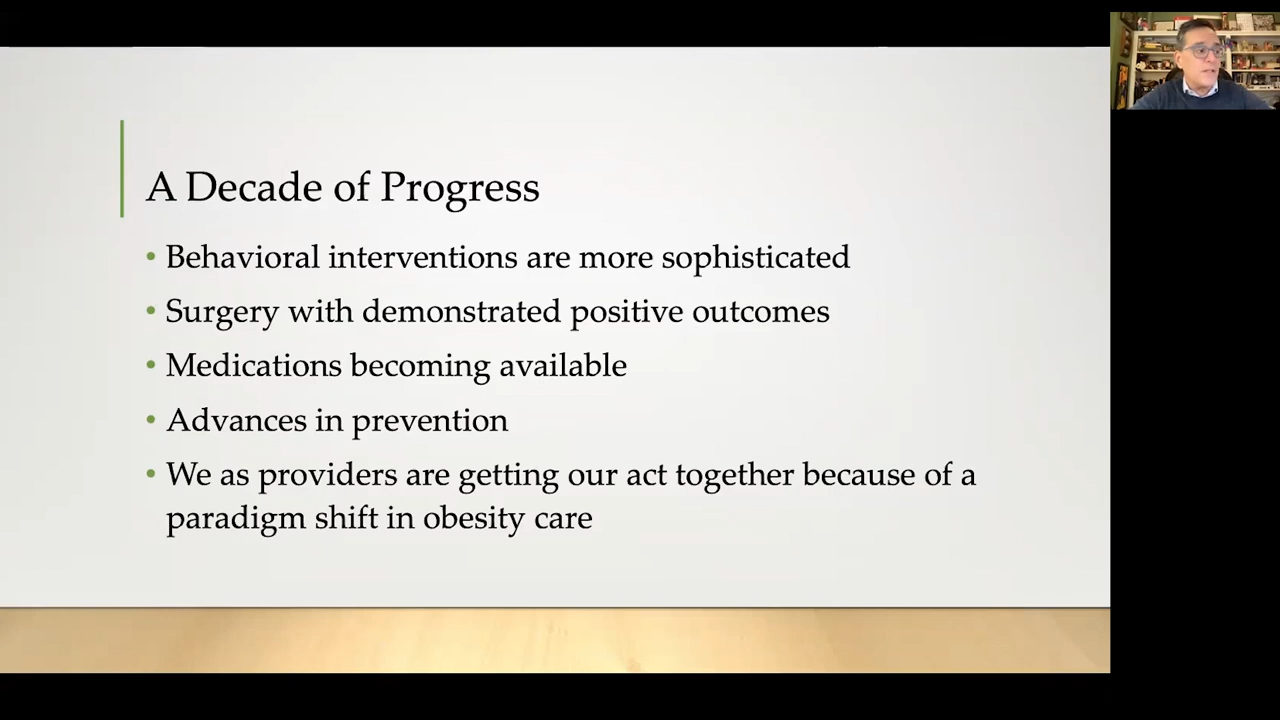 A Decade of Progress
• Behavioral interventions are more sophisticated
• Surgery with demonstrated positive outcomes
• Medications becoming available
• Advances in prevention
• We as providers are getting our act together because of a
paradigm shift in obesity care